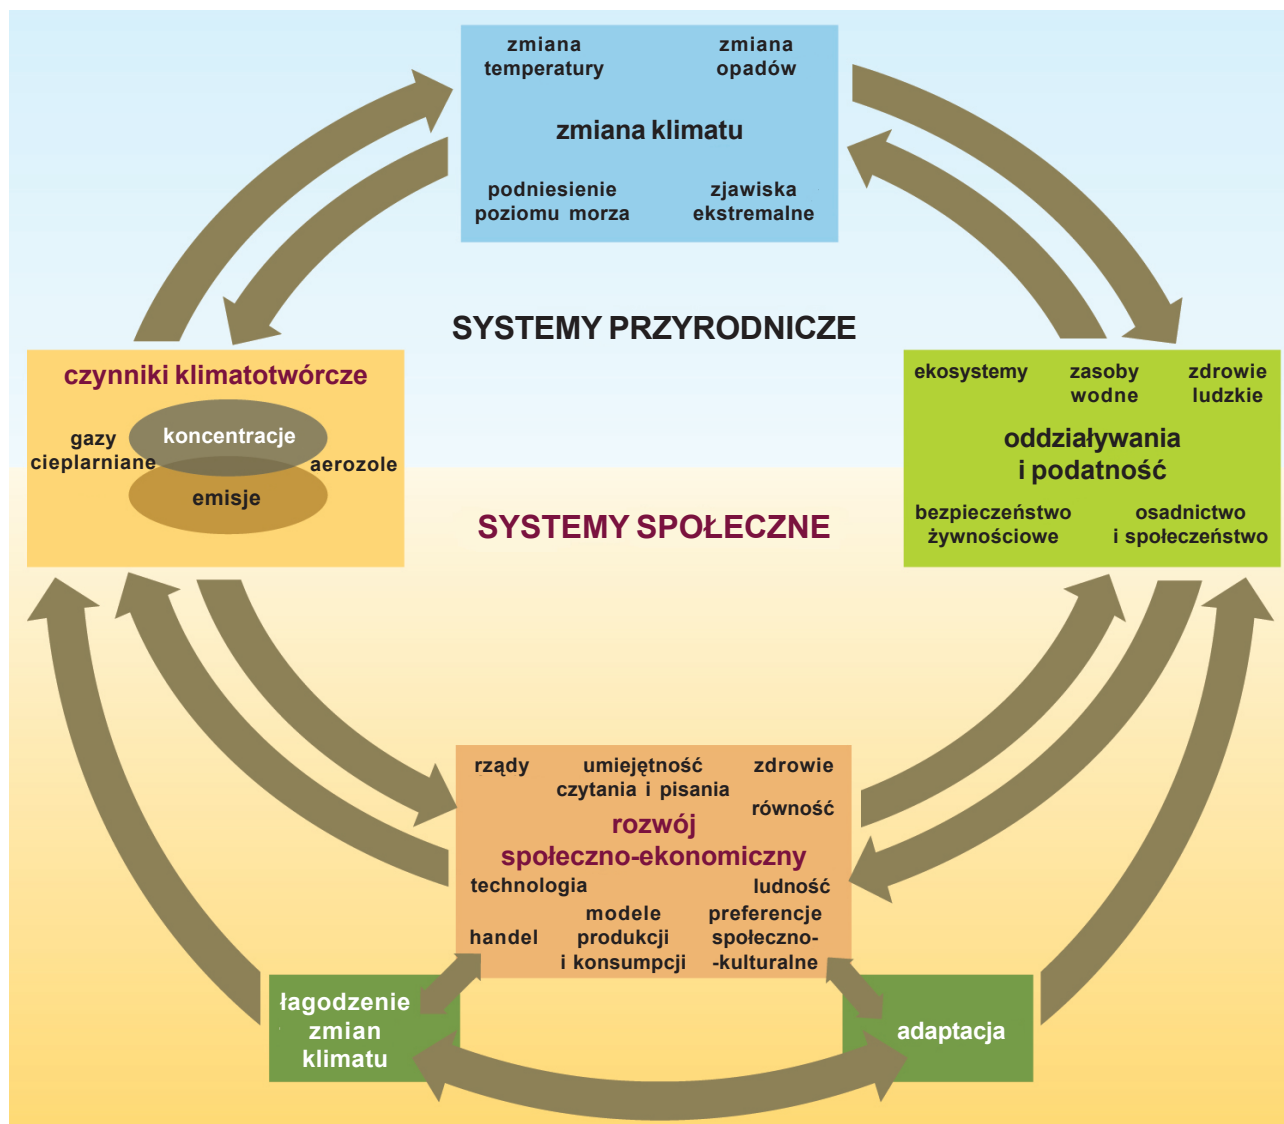 zmiana
temperatury
zmiana
opadów
zmiana klimatu
podniesienie
poziomu morza
zjawiska
ekstremalne
SYSTEMY PRZYRODNICZE
czynniki klimatotwórcze
gazy
cieplarniane
koncentracje
aerozole
emisje
ekosystemy
zasoby
wodne
zdrowie
ludzkie
oddziaływania
i podatność
bezpieczeństwo
żywnościowe
osadnictwo
i społeczeństwo
SYSTEMY SPOŁECZNE
rządy
umiejętność
czytania i pisania
zdrowie
równość
rozwój
społeczno-ekonomiczny
technologia
ludność
handel
modele
produkcji
i konsumpcji
preferencje
społeczno-
-kulturalne
łagodzenie
zmian
klimatu
adaptacja